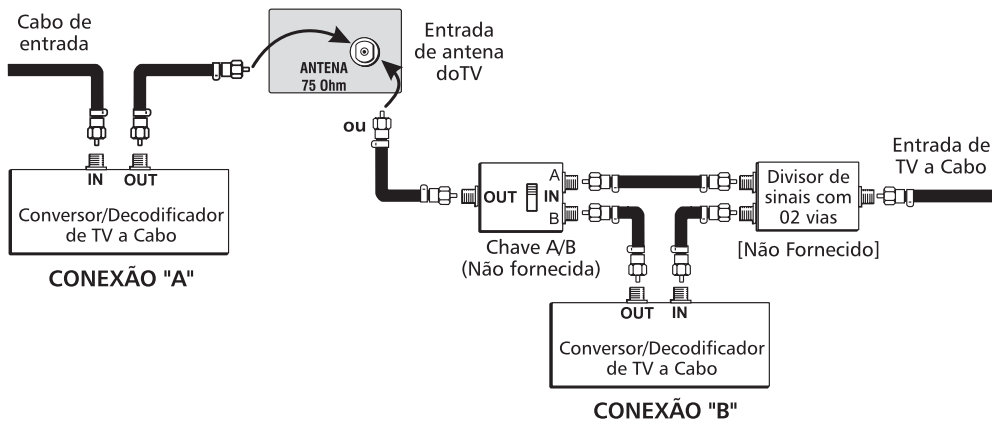 Cabo de
entrada
ANTENA
75 Ohm
Entrada
de antena
doTV
ou
IN OUT
Conversor/Decodificador
de TV a Cabo
CONEXÃO "A"
OUT
A
IN
B
Chave A/B
(Não fornecida)
Divisor de
sinais com
02 vias
[Não Fornecido]
Entrada de
TV a Cabo
OUT IN
Conversor/Decodificador
de TV a Cabo
CONEXÃO "B"